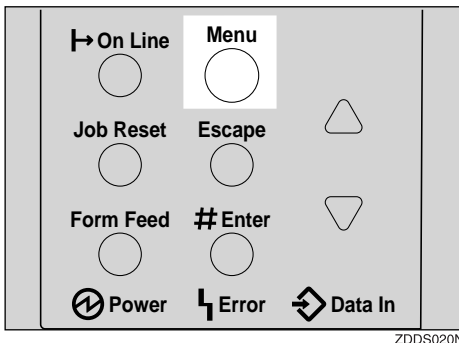 On Line Menu
Job Reset Escape
Form Feed # Enter
Power Error Data In
ZDDS020N